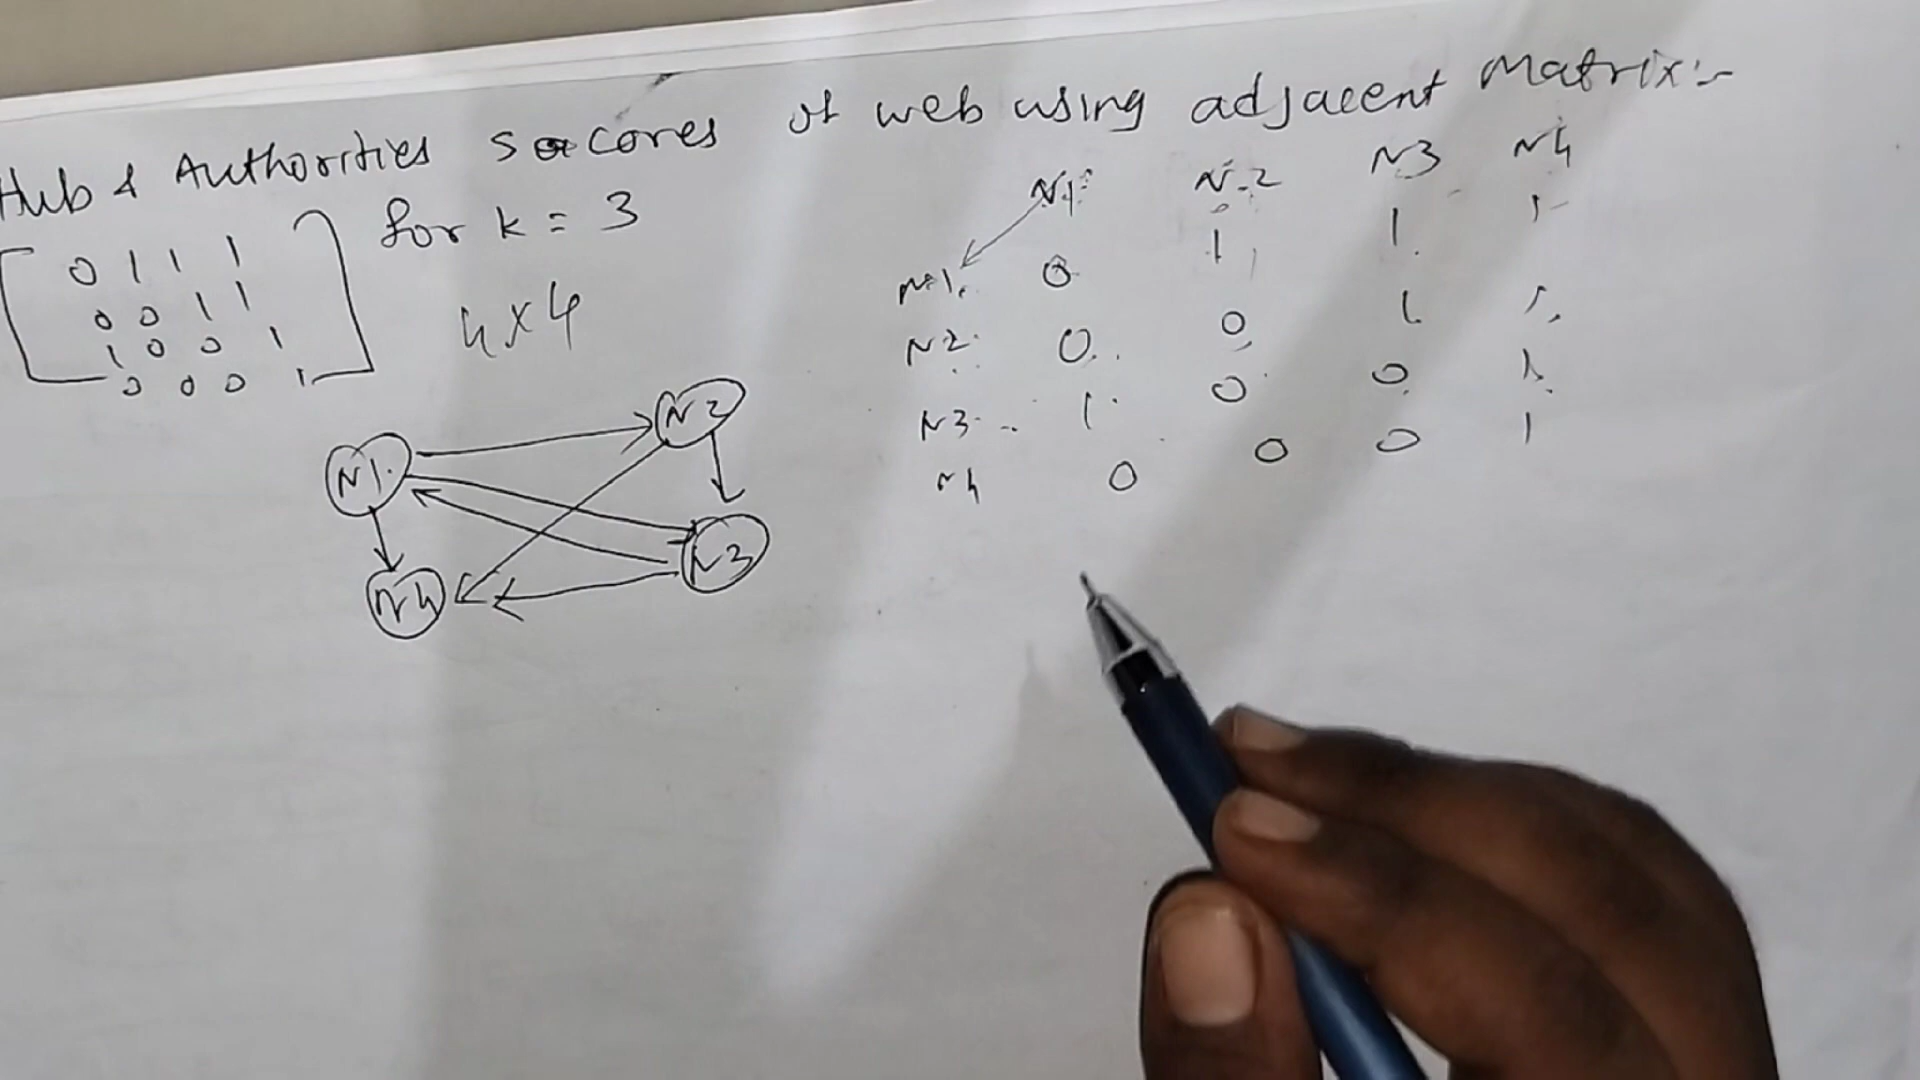 Hub & Authorities Scores of web using adjacent Matrix:-
for k = 3
0 1 1 1
0 0 1 1
1 0 0 1
0 0 0 1
4x4
N1 N2 N3 N4
N1 0 1 1 1
N2 0 0 1 1
N3 1 0 0 1
N4 0 0 0 1
N2
N1
N3
N4